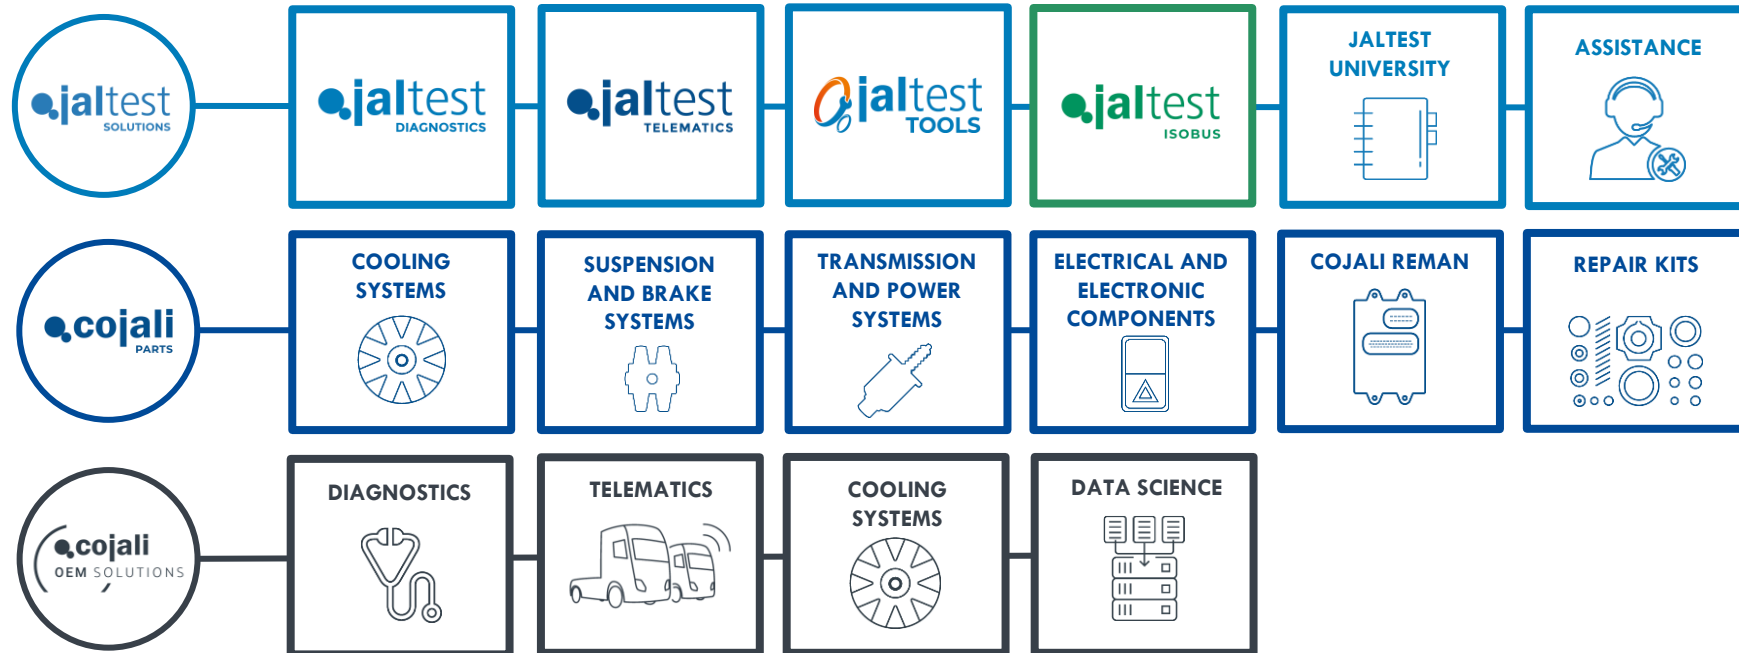 jaltest
SOLUTIONS
jaltest
DIAGNOSTICS
jaltest
TELEMATICS
jaltest
TOOLS
jaltest
ISOBUS
JALTEST
UNIVERSITY
ASSISTANCE
cojali
PARTS
COOLING
SYSTEMS
SUSPENSION
AND BRAKE
SYSTEMS
TRANSMISSION
AND POWER
SYSTEMS
ELECTRICAL AND
ELECTRONIC
COMPONENTS
COJALI REMAN
REPAIR KITS
cojali
OEM SOLUTIONS
DIAGNOSTICS
TELEMATICS
COOLING
SYSTEMS
DATA SCIENCE